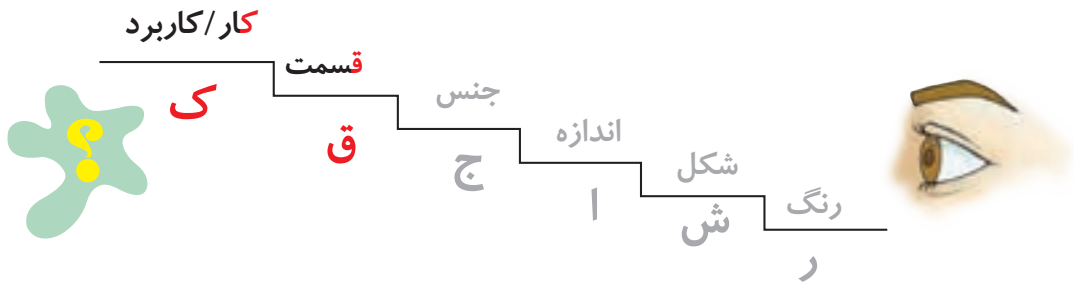 کار/کاربرد
ک
قسمت
ق
جنس
ج
اندازه
ا
شکل
ش
رنگ
ر
؟